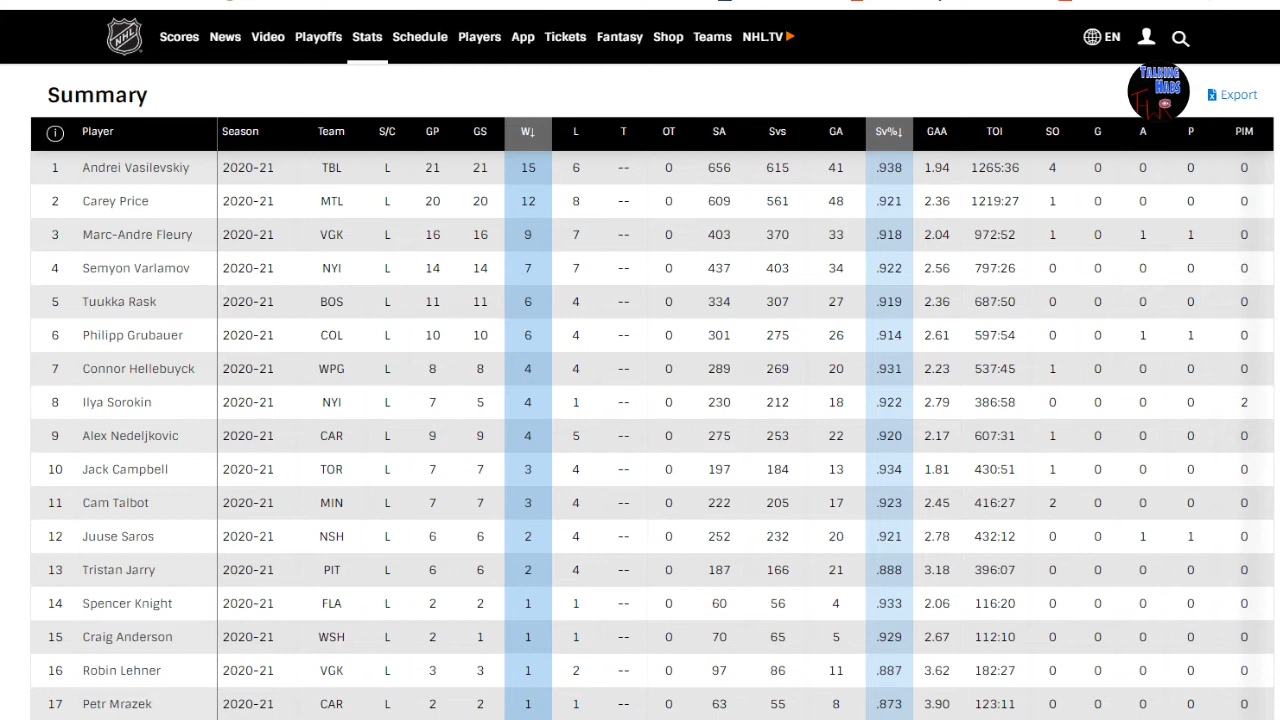 NHL Scores News Video Playoffs Stats Schedule Players App Tickets Fantasy Shop Teams NHL.TV EN
Summary TALKING HABS Export
i Player Season Team S/C GP GS W↓ L T OT SA Svs GA Sv%↓ GAA TOI SO G A P PIM
1 Andrei Vasilevskiy 2020-21 TBL L 21 21 15 6 -- 0 656 615 41 .938 1.94 1265:36 4 0 0 0 0
2 Carey Price 2020-21 MTL L 20 20 12 8 -- 0 609 561 48 .921 2.36 1219:27 1 0 0 0 0
3 Marc-Andre Fleury 2020-21 VGK L 16 16 9 7 -- 0 403 370 33 .918 2.04 972:52 1 0 1 1 0
4 Semyon Varlamov 2020-21 NYI L 14 14 7 7 -- 0 437 403 34 .922 2.56 797:26 0 0 0 0 0
5 Tuukka Rask 2020-21 BOS L 11 11 6 4 -- 0 334 307 27 .919 2.36 687:50 0 0 0 0 0
6 Philipp Grubauer 2020-21 COL L 10 10 6 4 -- 0 301 275 26 .914 2.61 597:54 0 0 1 1 0
7 Connor Hellebuyck 2020-21 WPG L 8 8 4 4 -- 0 289 269 20 .931 2.23 537:45 1 0 0 0 0
8 Ilya Sorokin 2020-21 NYI L 7 5 4 1 -- 0 230 212 18 .922 2.79 386:58 0 0 0 0 2
9 Alex Nedeljkovic 2020-21 CAR L 9 9 4 5 -- 0 275 253 22 .920 2.17 607:31 1 0 0 0 0
10 Jack Campbell 2020-21 TOR L 7 7 3 4 -- 0 197 184 13 .934 1.81 430:51 1 0 0 0 0
11 Cam Talbot 2020-21 MIN L 7 7 3 4 -- 0 222 205 17 .923 2.45 416:27 2 0 0 0 0
12 Juuse Saros 2020-21 NSH L 6 6 2 4 -- 0 252 232 20 .921 2.78 432:12 0 0 1 1 0
13 Tristan Jarry 2020-21 PIT L 6 6 2 4 -- 0 187 166 21 .888 3.18 396:07 0 0 0 0 0
14 Spencer Knight 2020-21 FLA L 2 2 1 1 -- 0 60 56 4 .933 2.06 116:20 0 0 0 0 0
15 Craig Anderson 2020-21 WSH L 2 1 1 1 -- 0 70 65 5 .929 2.67 112:10 0 0 0 0 0
16 Robin Lehner 2020-21 VGK L 3 3 1 2 -- 0 97 86 11 .887 3.62 182:27 0 0 0 0 0
17 Petr Mrazek 2020-21 CAR L 2 2 1 1 -- 0 63 55 8 .873 3.90 123:11 0 0 0 0 0